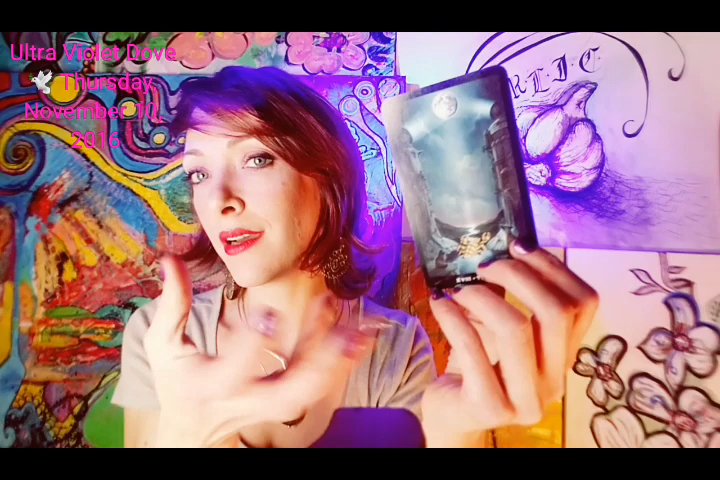 Ultra Violet Dove
🕊 Thursday,
November 10,
2016
R·L·I·C